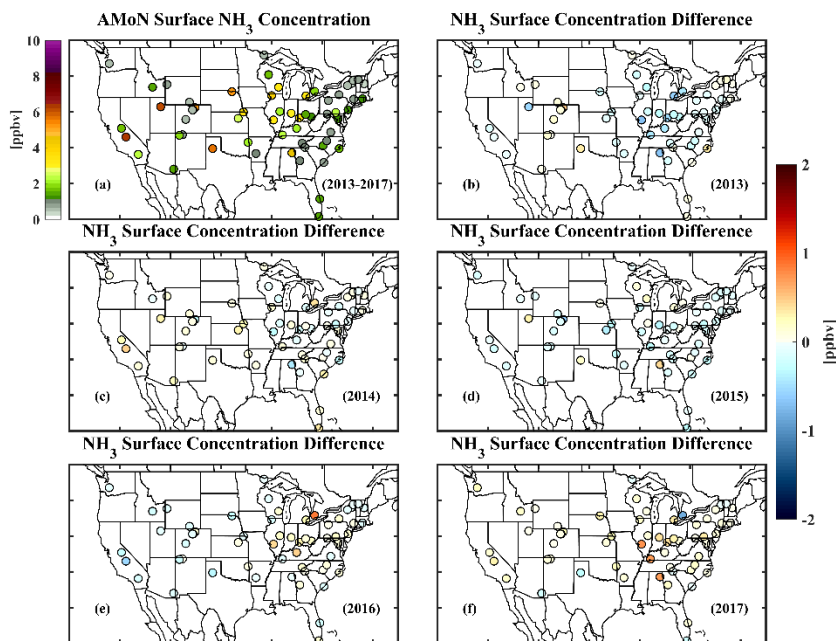 AMoN Surface NH3 Concentration
NH3 Surface Concentration Difference
10
8
6
4
2
0
[ppbv]
(a)
(2013-2017)
(b)
(2013)
NH3 Surface Concentration Difference
NH3 Surface Concentration Difference
(c)
(2014)
(d)
(2015)
2
1
0
-1
-2
[ppbv]
NH3 Surface Concentration Difference
NH3 Surface Concentration Difference
(e)
(2016)
(f)
(2017)